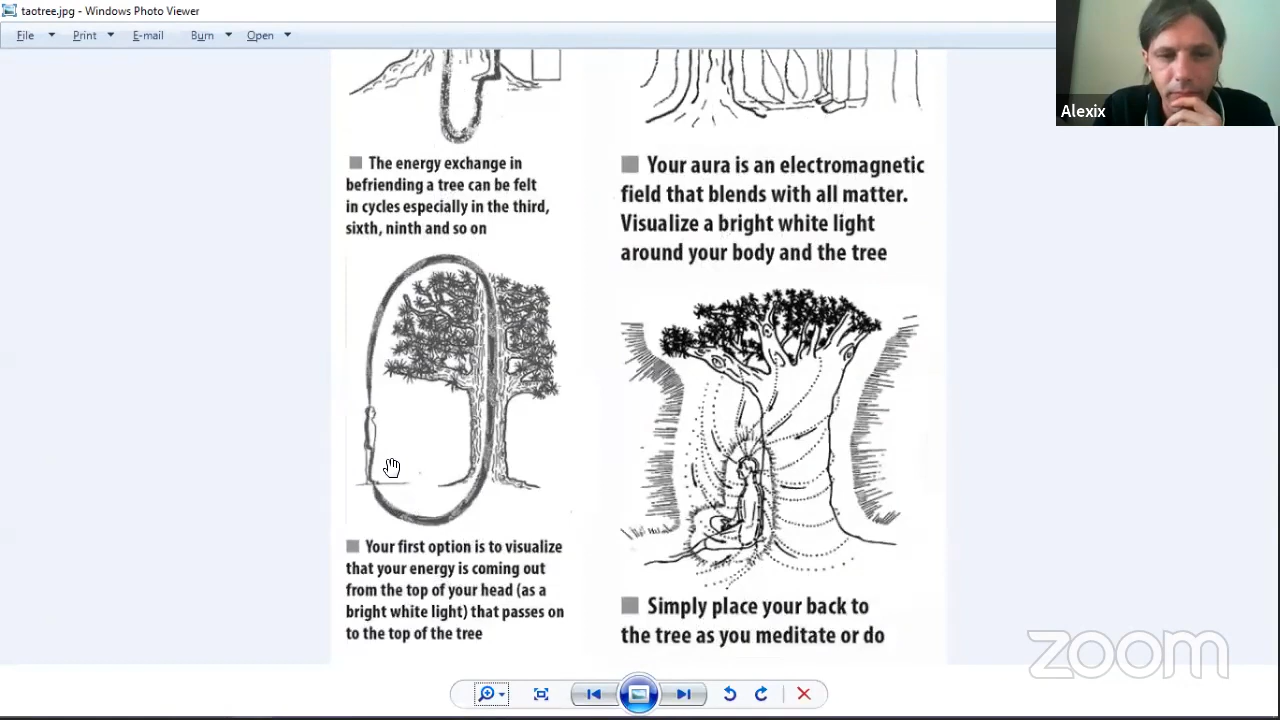 taotree.jpg - Windows Photo Viewer
File Print E-mail Burn Open
Alexix
The energy exchange in
befriending a tree can be felt
in cycles especially in the third,
sixth, ninth and so on
Your aura is an electromagnetic
field that blends with all matter.
Visualize a bright white light
around your body and the tree
Your first option is to visualize
that your energy is coming out
from the top of your head (as a
bright white light) that passes on
to the top of the tree
Simply place your back to
the tree as you meditate or do
zoom